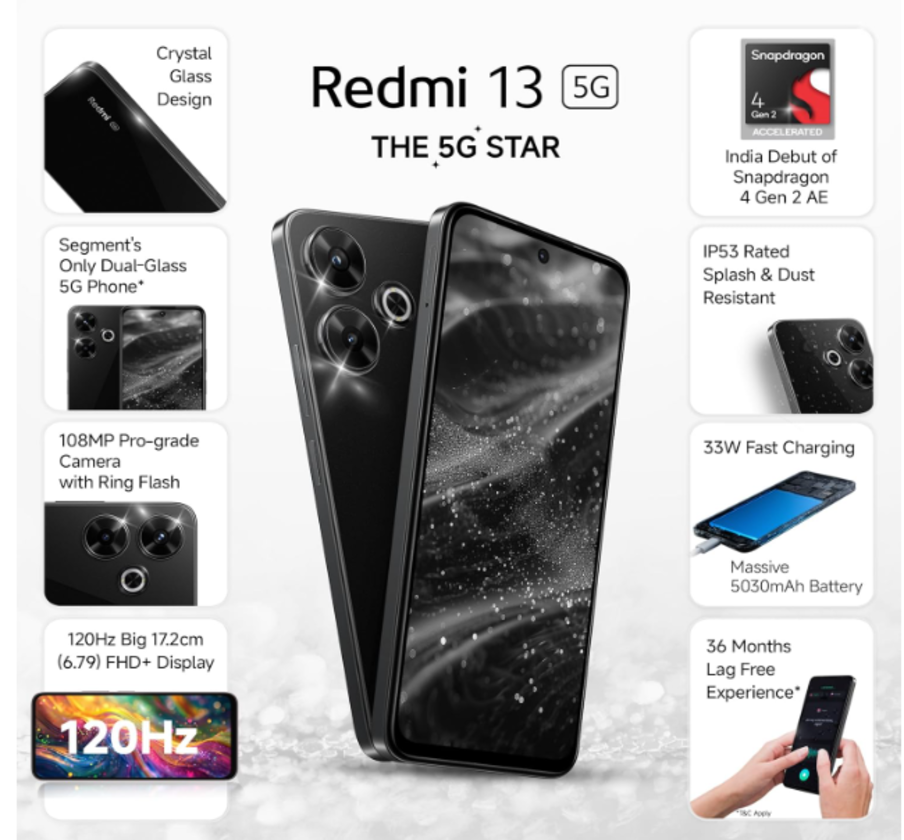 Crystal
Glass
Design
Redmi
Redmi 13 5G
THE 5G STAR
Snapdragon
4
Gen 2
ACCELERATED
India Debut of
Snapdragon
4 Gen 2 AE
Segment's
Only Dual-Glass
5G Phone*
IP53 Rated
Splash & Dust
Resistant
108MP Pro-grade
Camera
with Ring Flash
33W Fast Charging
Massive
5030mAh Battery
120Hz Big 17.2cm
(6.79) FHD+ Display
120Hz
36 Months
Lag Free
Experience*
*T&C Apply